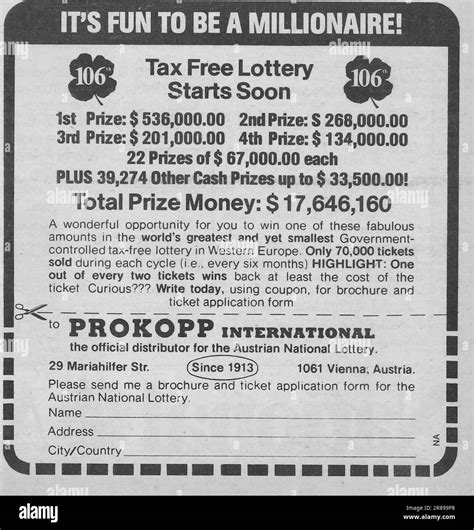 IT'S FUN TO BE A MILLIONAIRE!
106th
Tax Free Lottery
Starts Soon
106th
1st Prize: $ 536,000.00 2nd Prize: $ 268,000.00
3rd Prize: $ 201,000.00 4th Prize: $ 134,000.00
22 Prizes of $ 67,000.00 each
PLUS 39,274 Other Cash Prizes up to $ 33,500.00!
Total Prize Money: $ 17,646,160
A wonderful opportunity for you to win one of these fabulous
amounts in the world's greatest and yet smallest Government-
controlled tax-free lottery in Western Europe. Only 70,000 tickets
sold during each cycle (i.e., every six months) HIGHLIGHT: One
out of every two tickets wins back at least the cost of the
ticket Curious??? Write today, using coupon, for brochure and
ticket application form
to PROKOPP INTERNATIONAL
the official distributor for the Austrian National Lottery.
29 Mariahilfer Str. Since 1913 1061 Vienna, Austria.
Please send me a brochure and ticket application form for the
Austrian National Lottery.
Name
Address
City/Country
NA
alamy
Image ID: 2R899P8
www.alamy.com